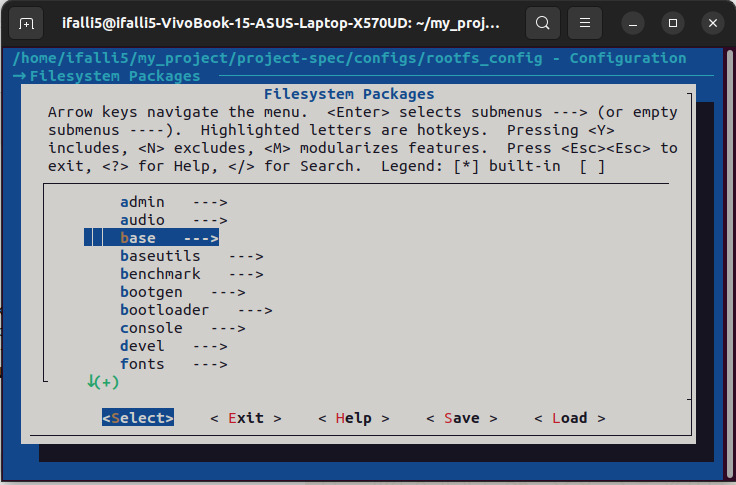 ifalli5@ifalli5-VivoBook-15-ASUS-Laptop-X570UD: ~/my_proj...
/home/ifalli5/my_project/project-spec/configs/rootfs_config - Configuration
→ Filesystem Packages
Filesystem Packages
Arrow keys navigate the menu.  <Enter> selects submenus ---> (or empty
submenus ----).  Highlighted letters are hotkeys.  Pressing <Y>
includes, <N> excludes, <M> modularizes features.  Press <Esc><Esc> to
exit, <?> for Help, </> for Search.  Legend: [*] built-in  [ ]
admin   --->
audio   --->
base   --->
baseutils   --->
benchmark   --->
bootgen   --->
bootloader   --->
console   --->
devel   --->
fonts   --->
↓(+)
<Select>    < Exit >    < Help >    < Save >    < Load >